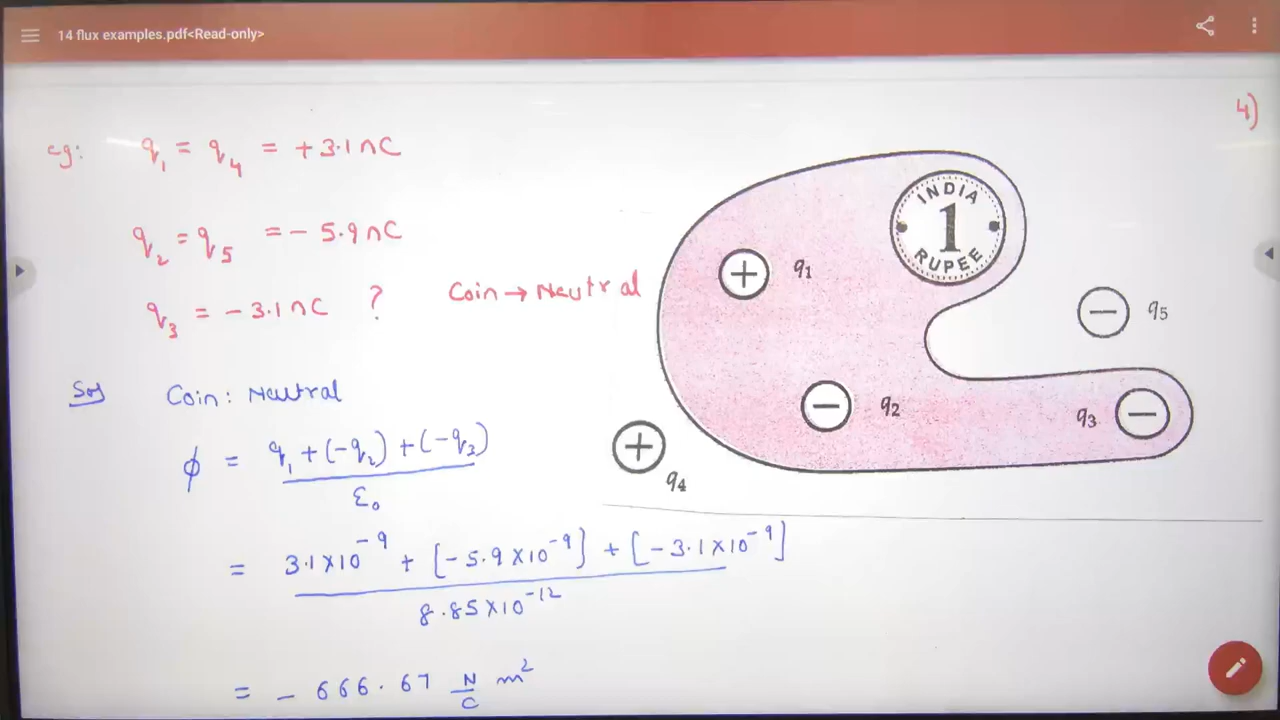 14 flux examples.pdf<Read-only>
4)
eg: q₁ = q₄ = +3.1 nC
q₂ = q₅ = - 5.9 nC
q₃ = - 3.1 nC ? Coin → Neutral
INDIA
1
RUPEE
q1
q5
q2
q3
q4
Sol Coin : Neutral
ϕ = q₁ + (-q₂) + (-q₃)
ε₀
= 3.1 X 10⁻⁹ + [- 5.9 X 10⁻⁹] + [- 3.1 X 10⁻⁹]
8.85 X 10⁻¹²
= - 666.67 N/C m²